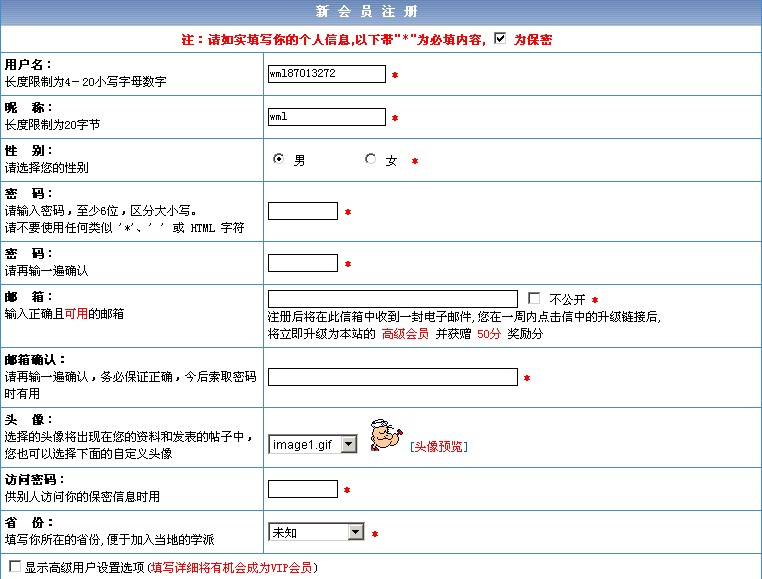 新 会 员 注 册
注：请如实填写你的个人信息,以下带"*"为必填内容, 为保密
用户名：
长度限制为4－20小写字母数字
wml87013272 *
昵 称：
长度限制为20字节
wml *
性 别：
请选择您的性别
男 女 *
密 码：
请输入密码，至少6位，区分大小写。
请不要使用任何类似 '*'、' ' 或 HTML 字符
*
密 码：
请再输一遍确认
*
邮 箱：
输入正确且可用的邮箱
不公开 *
注册后将在此信箱中收到一封电子邮件,您在一周内点击信中的升级链接后,
将立即升级为本站的 高级会员 并获赠 50分 奖励分
邮箱确认：
请再输一遍确认，务必保证正确，今后索取密码
时有用
*
头 像：
选择的头像将出现在您的资料和发表的帖子中，
您也可以选择下面的自定义头像
image1.gif [头像预览]
访问密码：
供别人访问你的保密信息时用
*
省 份：
填写你所在的省份,便于加入当地的学派
未知 *
显示高级用户设置选项(填写详细将有机会成为VIP会员)